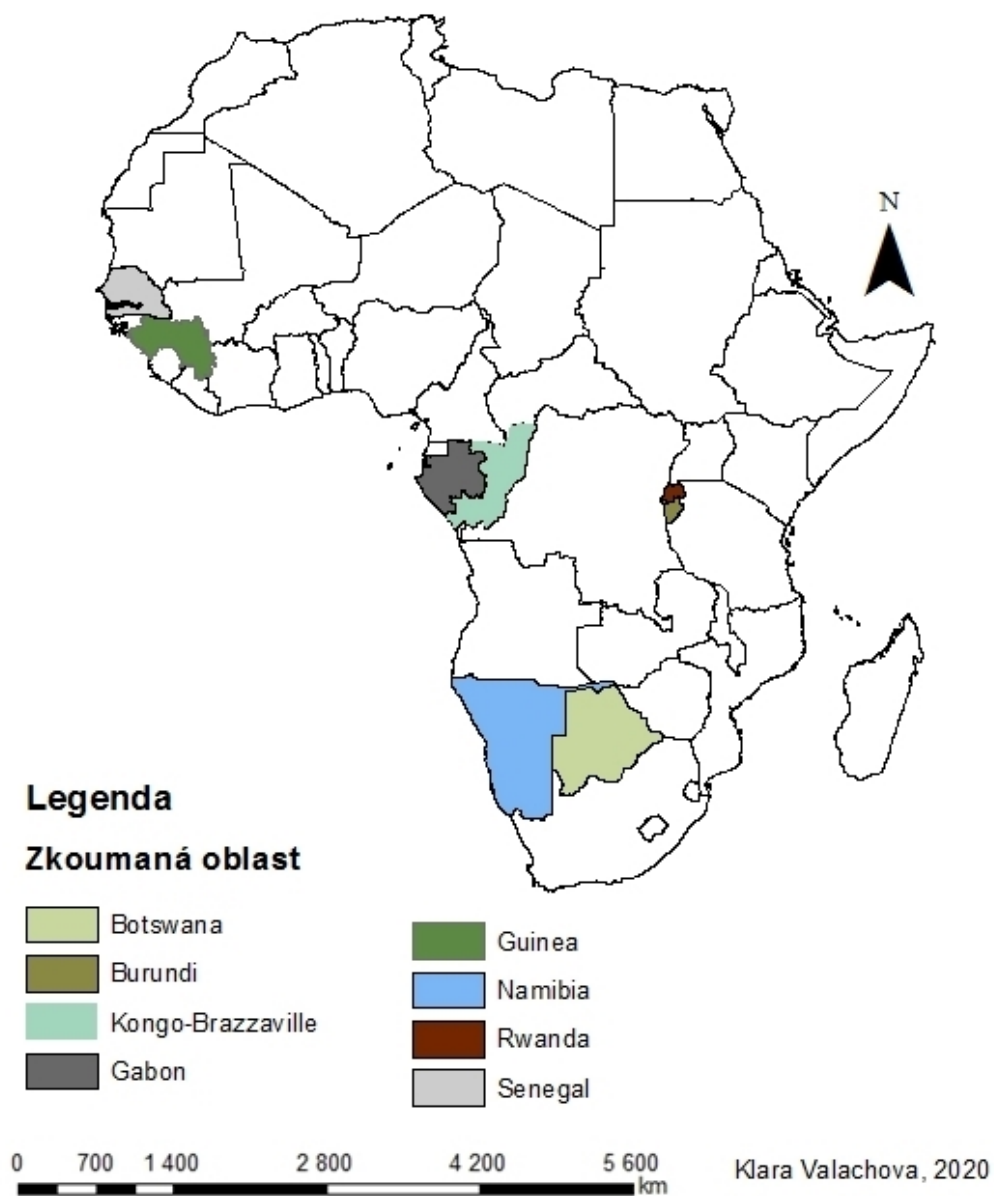 N
Legenda
Zkoumaná oblast
Botswana
Burundi
Kongo-Brazzaville
Gabon
Guinea
Namibia
Rwanda
Senegal
0 700 1 400 2 800 4 200 5 600
km
Klara Valachova, 2020